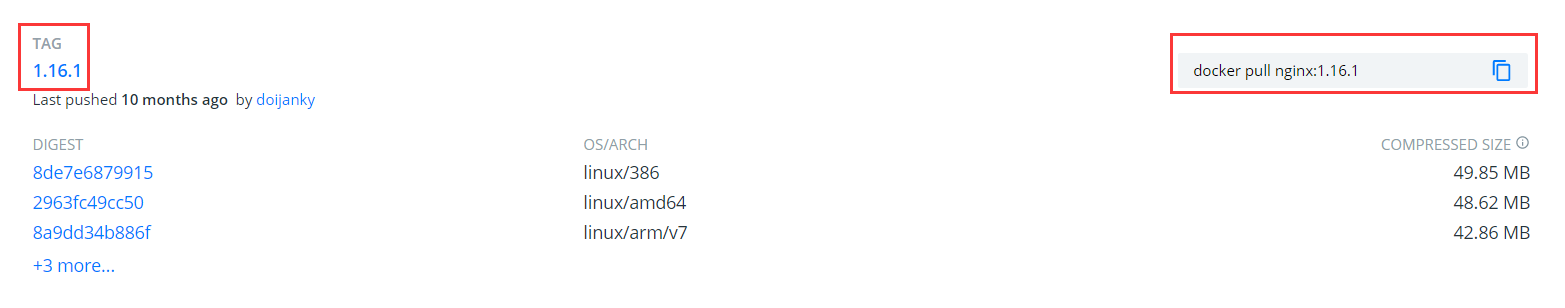 TAG
1.16.1
docker pull nginx:1.16.1
Last pushed 10 months ago by doijanky
DIGEST OS/ARCH COMPRESSED SIZE
8de7e6879915 linux/386 49.85 MB
2963fc49cc50 linux/amd64 48.62 MB
8a9dd34b886f linux/arm/v7 42.86 MB
+3 more...